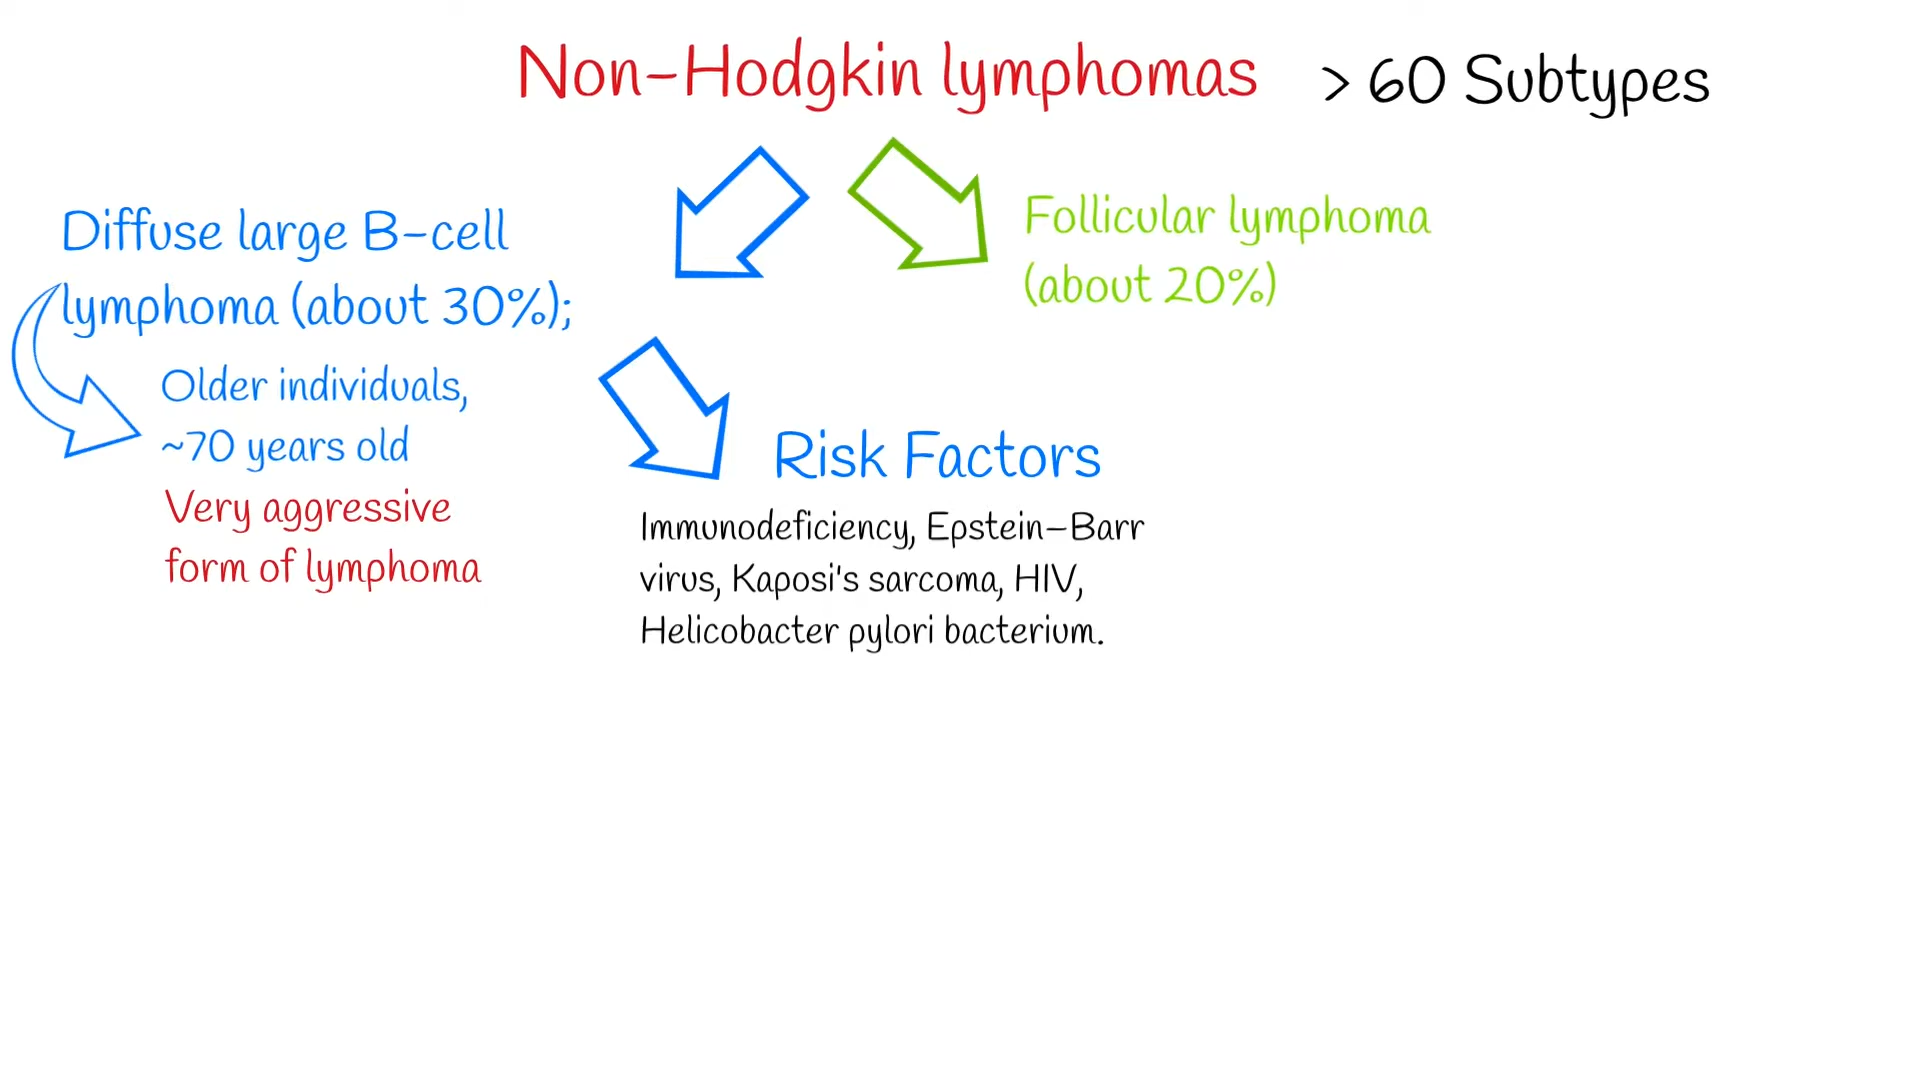 Non-Hodgkin lymphomas > 60 Subtypes
Diffuse large B-cell
lymphoma (about 30%);
Older individuals,
~70 years old
Very aggressive
form of lymphoma
Follicular lymphoma
(about 20%)
Risk Factors
Immunodeficiency, Epstein-Barr
virus, Kaposi's sarcoma, HIV,
Helicobacter pylori bacterium.